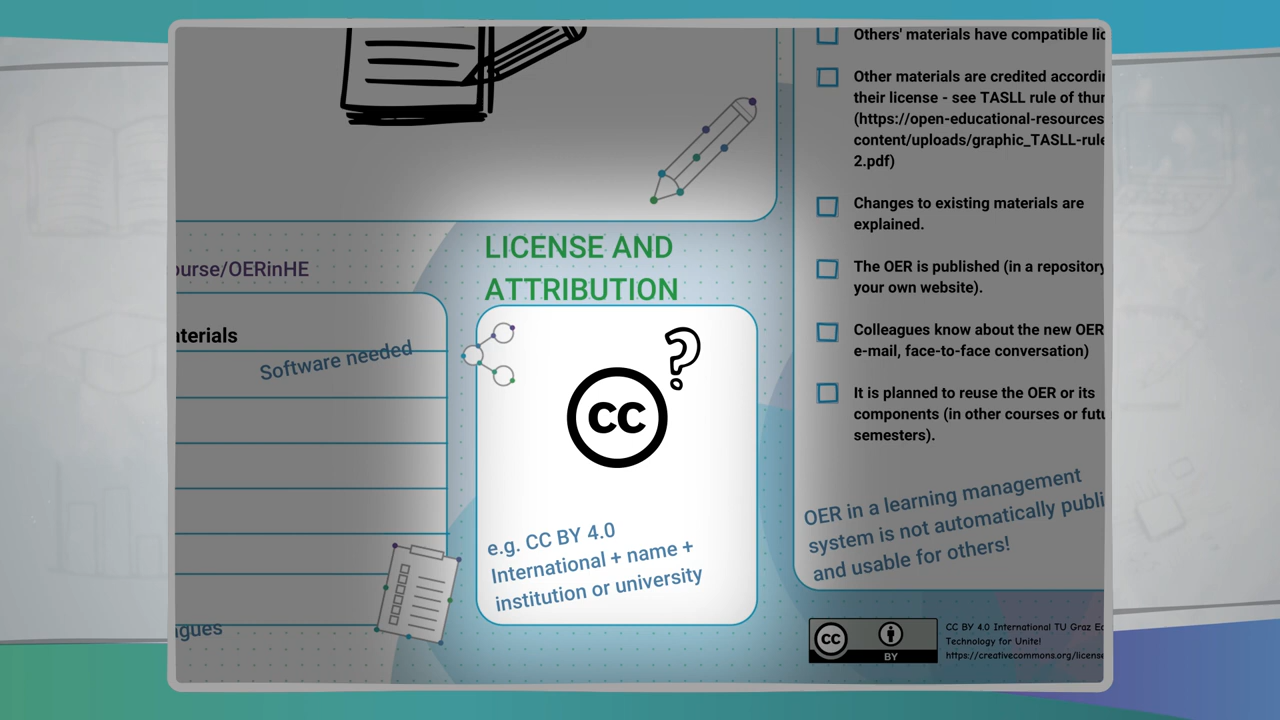 ourse/OERinHE
aterials
Software needed
agues
LICENSE AND
ATTRIBUTION
?
cc
e.g. CC BY 4.0
International + name +
institution or university
Others' materials have compatible lic
Other materials are credited accordin
their license - see TASLL rule of thum
(https://open-educational-resources
content/uploads/graphic_TASLL-rule
2.pdf)
Changes to existing materials are
explained.
The OER is published (in a repository
your own website).
Colleagues know about the new OER
e-mail, face-to-face conversation)
It is planned to reuse the OER or its
components (in other courses or futu
semesters).
OER in a learning management
system is not automatically publi
and usable for others!
cc
BY
CC BY 4.0 International TU Graz Ed
Technology for Unite!
https://creativecommons.org/license